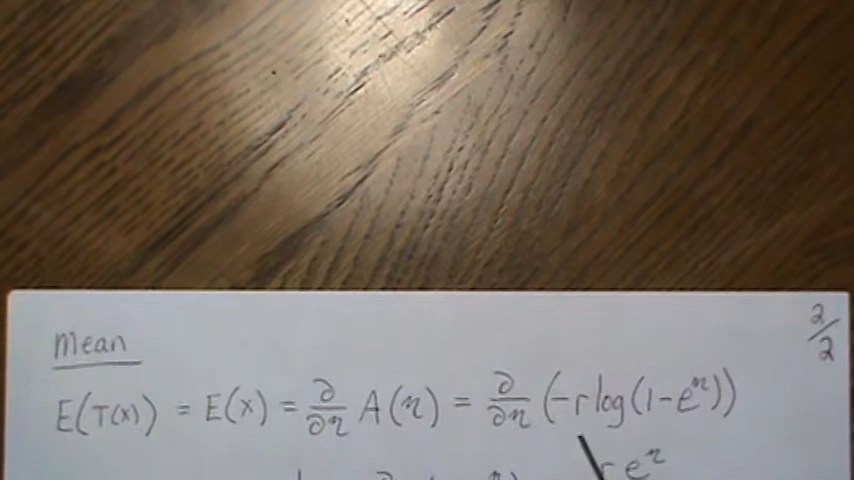 2/2
mean
E(T(x)) = E(x) = ∂/∂η A(η) = ∂/∂η (-r log(1-e^η))
r e^η